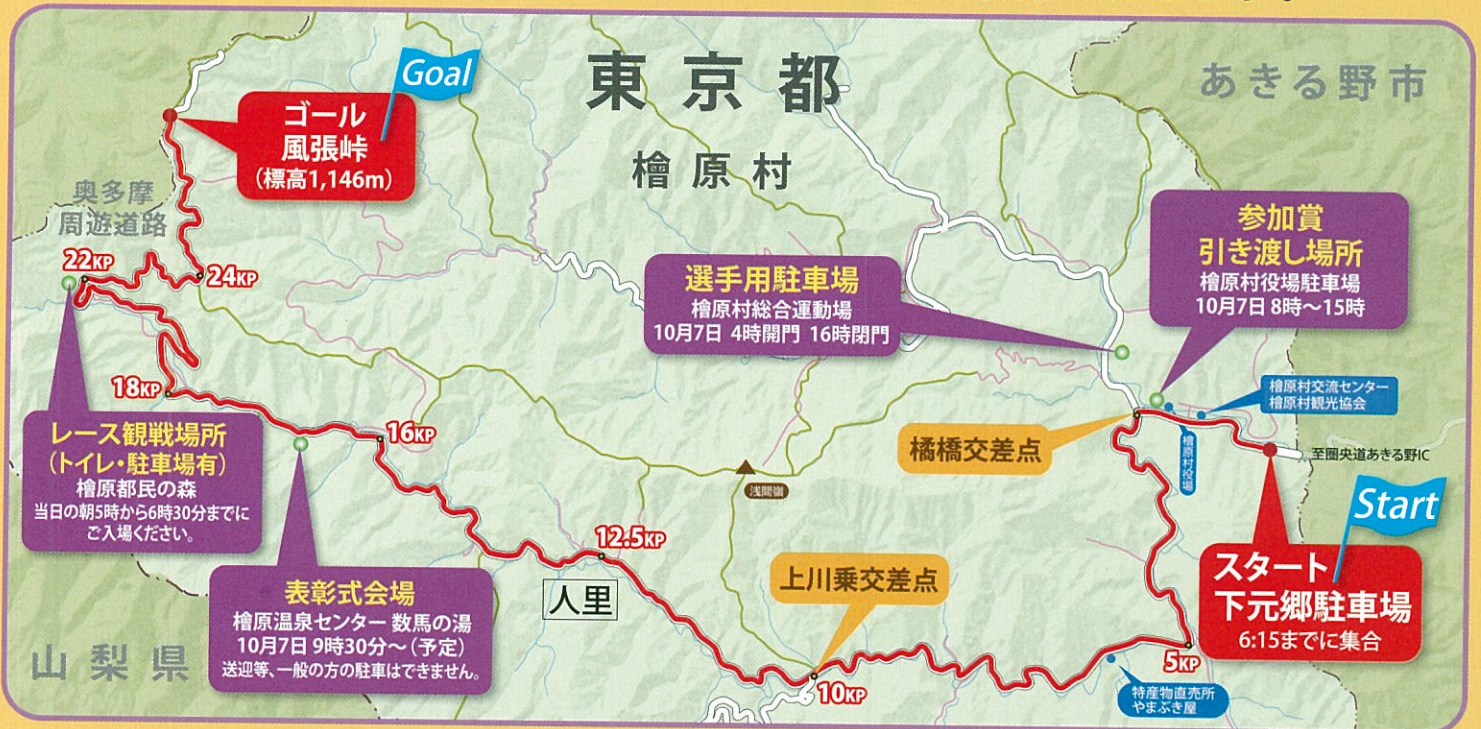 東京都
檜原村
あきる野市
Goal
ゴール
風張峠
(標高1,146m)
奥多摩
周遊道路
22KP
24KP
選手用駐車場
檜原村総合運動場
10月7日 4時開門 16時閉門
参加賞
引き渡し場所
檜原村役場駐車場
10月7日 8時～15時
18KP
16KP
檜原村交流センター
檜原村観光協会
橘橋交差点
檜原村役場
至圏央道あきる野IC
レース観戦場所
(トイレ・駐車場有)
檜原都民の森
当日の朝5時から6時30分までに
ご入場ください。
浅間嶺
Start
スタート
下元郷駐車場
6:15までに集合
12.5KP
人里
上川乗交差点
表彰式会場
檜原温泉センター 数馬の湯
10月7日 9時30分～(予定)
送迎等、一般の方の駐車はできません。
山梨県
5KP
10KP
特産物直売所
やまぶき屋